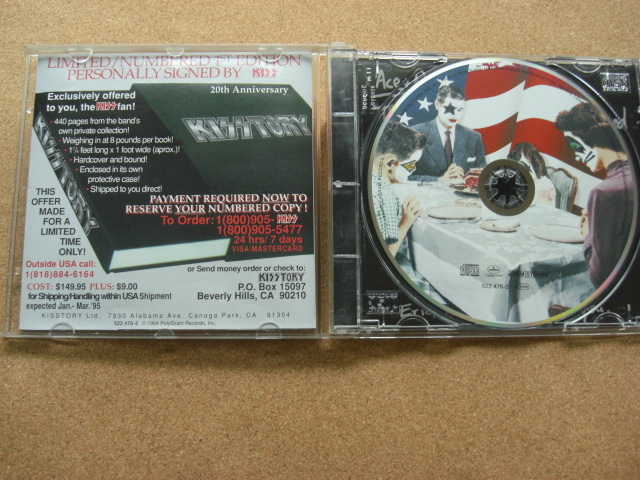 LIMITED/NUMBERED 1st EDITION
PERSONALLY SIGNED BY KISS
20th Anniversary
Exclusively offered
to you, the KISS fan!
· 440 pages from the band's
own private collection!
· Weighing in at 8 pounds per book!
· 1¼ feet long x 1 foot wide (aprox.)!
· Hardcover and bound!
· Enclosed in its own
protective case!
· Shipped to you direct!
KISSTORY
KISSTORY
THIS
OFFER
MADE
FOR A
LIMITED
TIME
ONLY!
PAYMENT REQUIRED NOW TO
RESERVE YOUR NUMBERED COPY!
To Order: 1(800)905-KISS
1(800)905-5477
24 hrs/ 7 days
VISA/MASTERCARD
Outside USA call:
1(818)884-6164
COST: $149.95 PLUS: $9.00
for Shipping/Handling within USA Shipment
expected Jan.- Mar.'95
or Send money order or check to:
KISSTORY
P.O. Box 15097
Beverly Hills, CA 90210
KISSTORY Ltd. 7930 Alabama Ave. Canoga Park, CA 91304
522 476-2 © 1994 PolyGram Records, Inc.
Ace
522 476-2
Eric